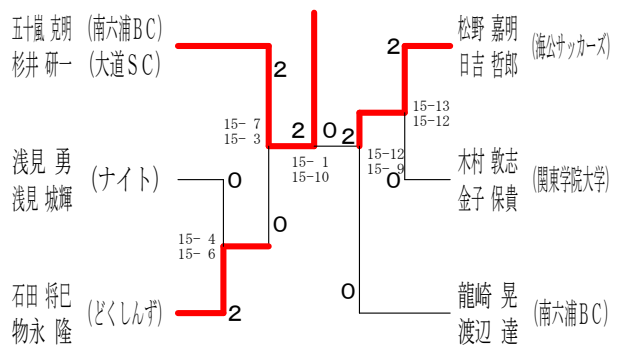 五十嵐 克明 (南六浦BC)
杉井 研一 (大道SC)
2
15- 7
15- 3
浅見 勇
浅見 城輝
(ナイト)
0
0
15- 4
15- 6
石田 将巳
物永 隆
(どくしんず)
2
2 0
15- 1
15-10
松野 嘉明
日吉 哲郎
(海公サッカーズ)
2
15-13
15-12
2
15-12
15- 9
木村 敦志
金子 保貴
(関東学院大学)
0
龍崎 晃
渡辺 達
(南六浦BC)
0